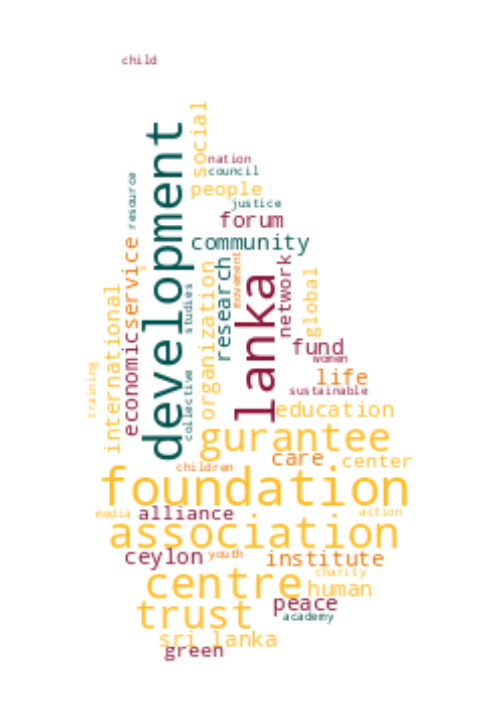 child
social
development
nation
council
resource
people
justice
forum
community
service
economic
international
studies
organization
research
movement
lanka
network
global
fund
women
life
sustainable
training
collective
education
gurantee
care
center
children
foundation
media
alliance
action
association
ceylon
youth
institute
charity
centre
human
peace
trust
academy
sri lanka
green